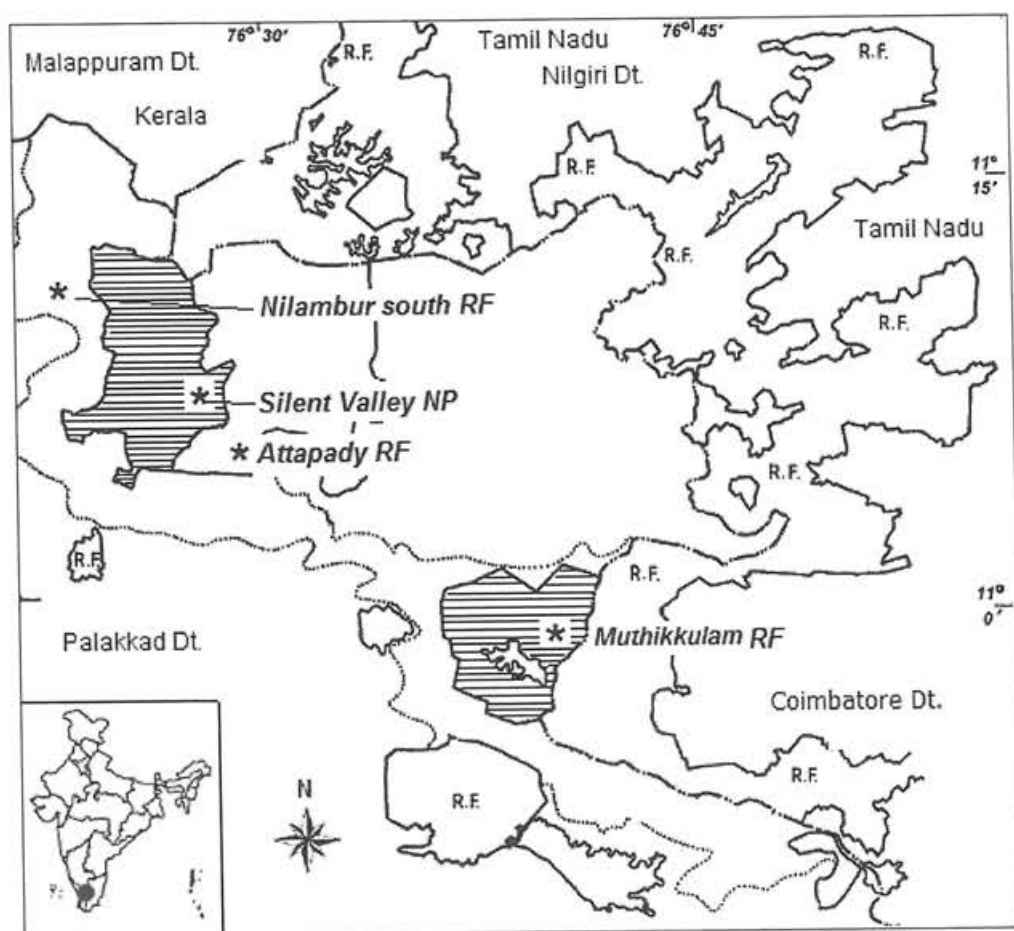 76° 30'
76° 45'
Malappuram Dt.
R.F.
Tamil Nadu
R.F.
Nilgiri Dt.
Kerala
R.F.
11°
15'
Tamil Nadu
R.F.
Nilambur south RF
R.F.
Silent Valley NP
Attapady RF
R.F.
R.F.
R.F.
11°
0'
Muthikkulam RF
Palakkad Dt.
Coimbatore Dt.
R.F.
R.F.
N